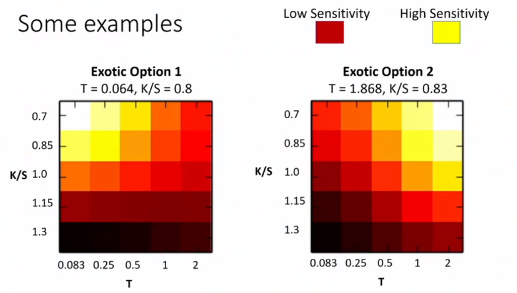 Some examples
Low Sensitivity
High Sensitivity
Exotic Option 1
T = 0.064, K/S = 0.8
0.7
0.85
K/S
1.0
1.15
1.3
0.083 0.25 0.5 1 2
T
Exotic Option 2
T = 1.868, K/S = 0.83
0.7
0.85
K/S
1.0
1.15
1.3
0.083 0.25 0.5 1 2
T